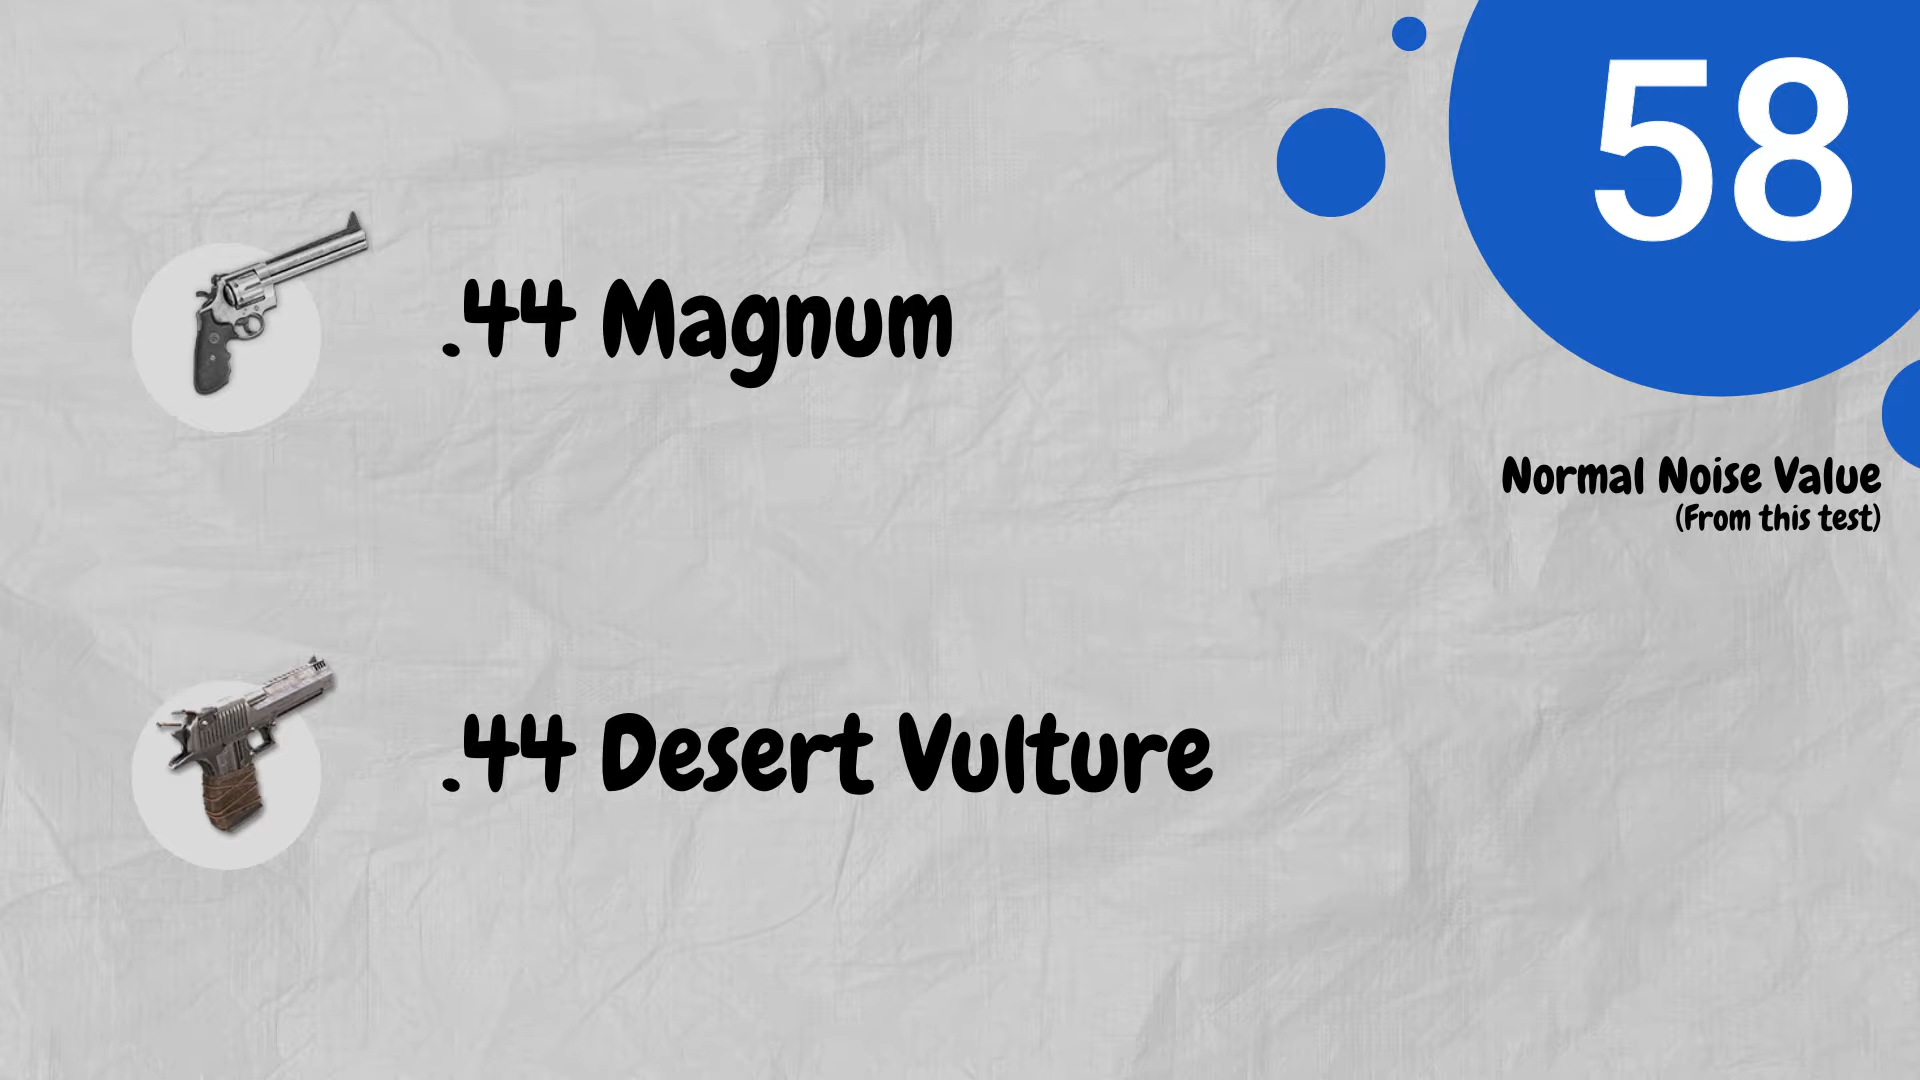 58
.44 Magnum
Normal Noise Value
(From this test)
.44 Desert Vulture